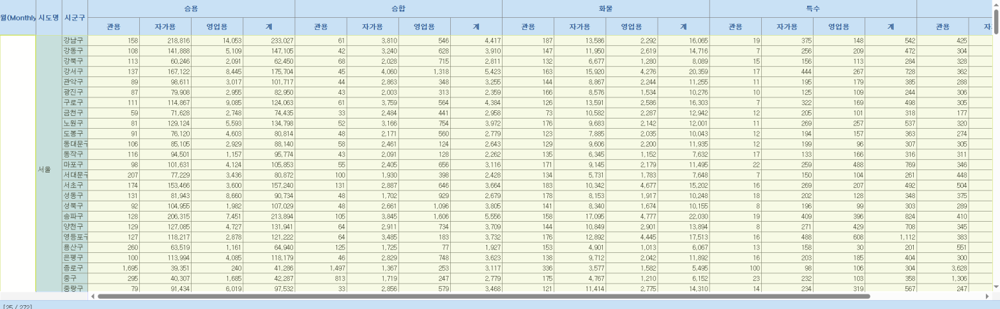 승용 승합 화물 특수
월(Monthly 시도명 시군구
관용 자가용 영업용 계 관용 자가용 영업용 계 관용 자가용 영업용 계 관용 자가용 영업용 계 관용 자
강남구 158 218,816 14,053 233,027 61 3,810 546 4,417 187 13,586 2,292 16,065 19 375 148 542 425
강동구 108 141,888 5,109 147,105 42 3,240 628 3,910 147 11,950 2,619 14,716 7 256 209 472 304
강북구 113 60,246 2,091 62,450 68 2,028 715 2,811 132 6,677 1,280 8,089 15 156 113 284 328
강서구 137 167,122 8,445 175,704 45 4,060 1,318 5,423 163 15,920 4,276 20,359 17 444 267 728 362
관악구 89 98,611 3,017 101,717 44 2,863 348 3,255 144 8,867 2,244 11,255 11 195 179 385 288
광진구 87 79,908 2,955 82,950 43 2,003 313 2,359 166 8,576 1,534 10,276 10 125 109 244 306
구로구 111 114,867 9,085 124,063 61 3,759 564 4,384 126 13,591 2,586 16,303 7 322 169 498 305
금천구 59 71,628 2,748 74,435 33 2,484 441 2,958 73 10,582 2,287 12,942 12 205 101 318 177
노원구 81 129,124 5,593 134,798 52 3,166 754 3,972 176 9,683 2,142 12,001 11 269 257 537 320
도봉구 91 76,120 4,603 80,814 48 2,171 560 2,779 123 7,885 2,035 10,043 12 194 157 363 274
동대문구 106 85,105 2,929 88,140 58 2,461 124 2,643 129 9,606 2,200 11,935 12 199 96 307 305
동작구 116 94,501 1,157 95,774 43 2,091 128 2,262 135 6,345 1,152 7,632 17 133 166 316 311
마포구 98 101,631 4,124 105,853 55 2,405 656 3,116 171 9,145 2,179 11,495 22 259 488 769 346
서울
서대문구 207 77,229 3,436 80,872 100 1,930 398 2,428 134 5,731 1,783 7,648 7 150 104 261 448
서초구 174 153,466 3,600 157,240 131 2,887 646 3,664 183 10,342 4,677 15,202 16 269 207 492 504
성동구 131 81,943 8,660 90,734 48 1,702 929 2,679 178 8,153 1,917 10,248 18 202 128 348 375
성북구 92 104,955 1,982 107,029 48 2,661 1,096 3,805 141 8,340 1,674 10,155 8 196 99 303 289
송파구 128 206,315 7,451 213,894 105 3,845 1,606 5,556 158 17,095 4,777 22,030 19 409 396 824 410
양천구 129 127,085 4,727 131,941 64 2,911 734 3,709 144 10,849 2,901 13,894 8 271 429 708 345
영등포구 127 118,217 2,878 121,222 64 3,485 183 3,732 176 12,892 4,445 17,513 16 488 608 1,112 383
용산구 260 63,519 1,161 64,940 125 1,725 77 1,927 153 4,901 1,013 6,067 13 158 30 201 551
은평구 100 113,994 4,085 118,179 46 2,829 748 3,623 138 9,712 2,042 11,892 16 203 185 404 300
종로구 1,695 39,351 240 41,286 1,497 1,367 253 3,117 336 3,577 1,582 5,495 100 98 106 304 3,628
중구 295 40,307 1,685 42,287 813 1,719 247 2,779 175 4,767 1,210 6,152 23 232 103 358 1,306
중랑구 79 91,434 6,019 97,532 33 2,856 579 3,468 121 11,414 2,775 14,310 14 234 319 567 247
[25 / 272]